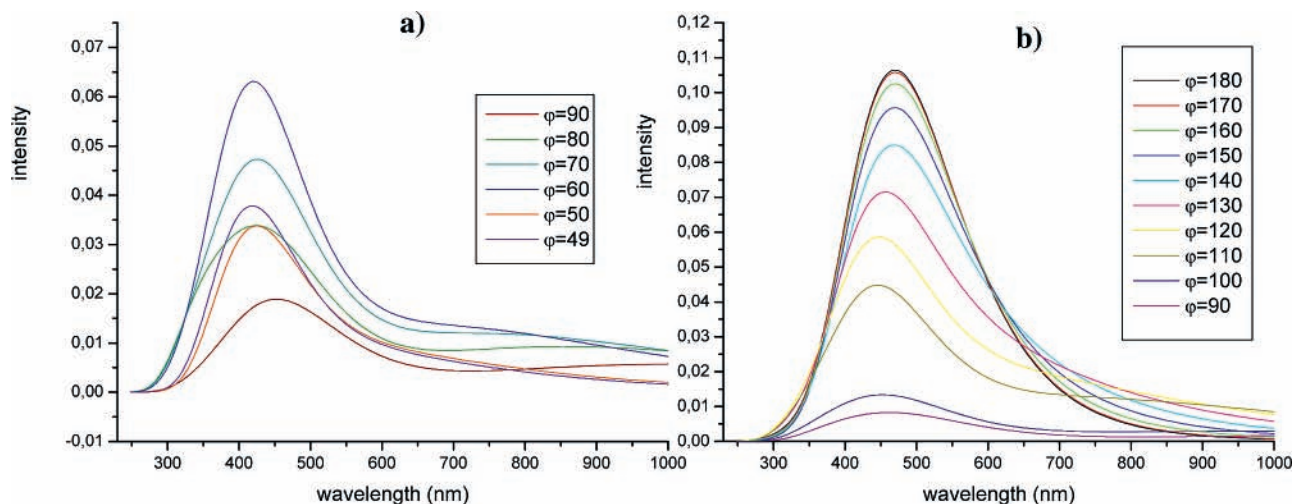 a)
0,07
0,06
0,05
0,04
0,03
0,02
0,01
0,00
-0,01
intensity
φ=90
φ=80
φ=70
φ=60
φ=50
φ=49
300 400 500 600 700 800 900 1000
wavelength (nm)
b)
0,12
0,11
0,10
0,09
0,08
0,07
0,06
0,05
0,04
0,03
0,02
0,01
0,00
intensity
φ=180
φ=170
φ=160
φ=150
φ=140
φ=130
φ=120
φ=110
φ=100
φ=90
300 400 500 600 700 800 900 1000
wavelength (nm)